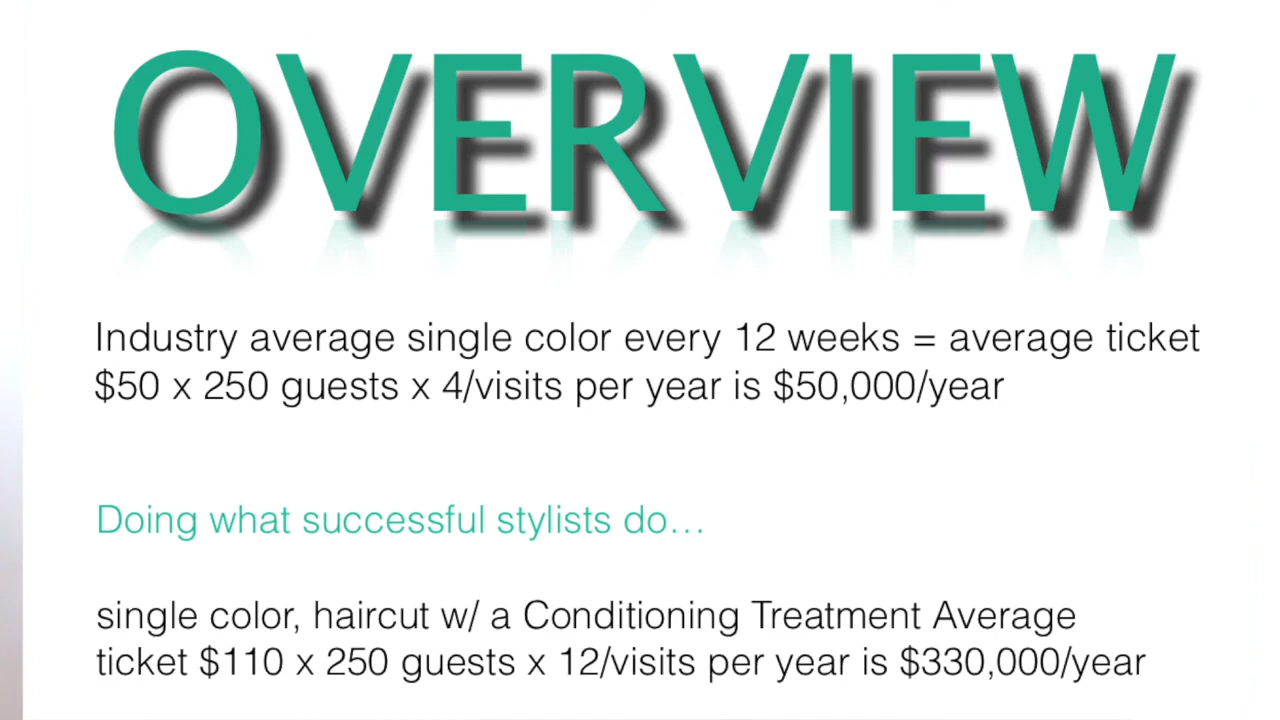 OVERVIEW
Industry average single color every 12 weeks = average ticket
$50 x 250 guests x 4/visits per year is $50,000/year
Doing what successful stylists do…
single color, haircut w/ a Conditioning Treatment Average
ticket $110 x 250 guests x 12/visits per year is $330,000/year